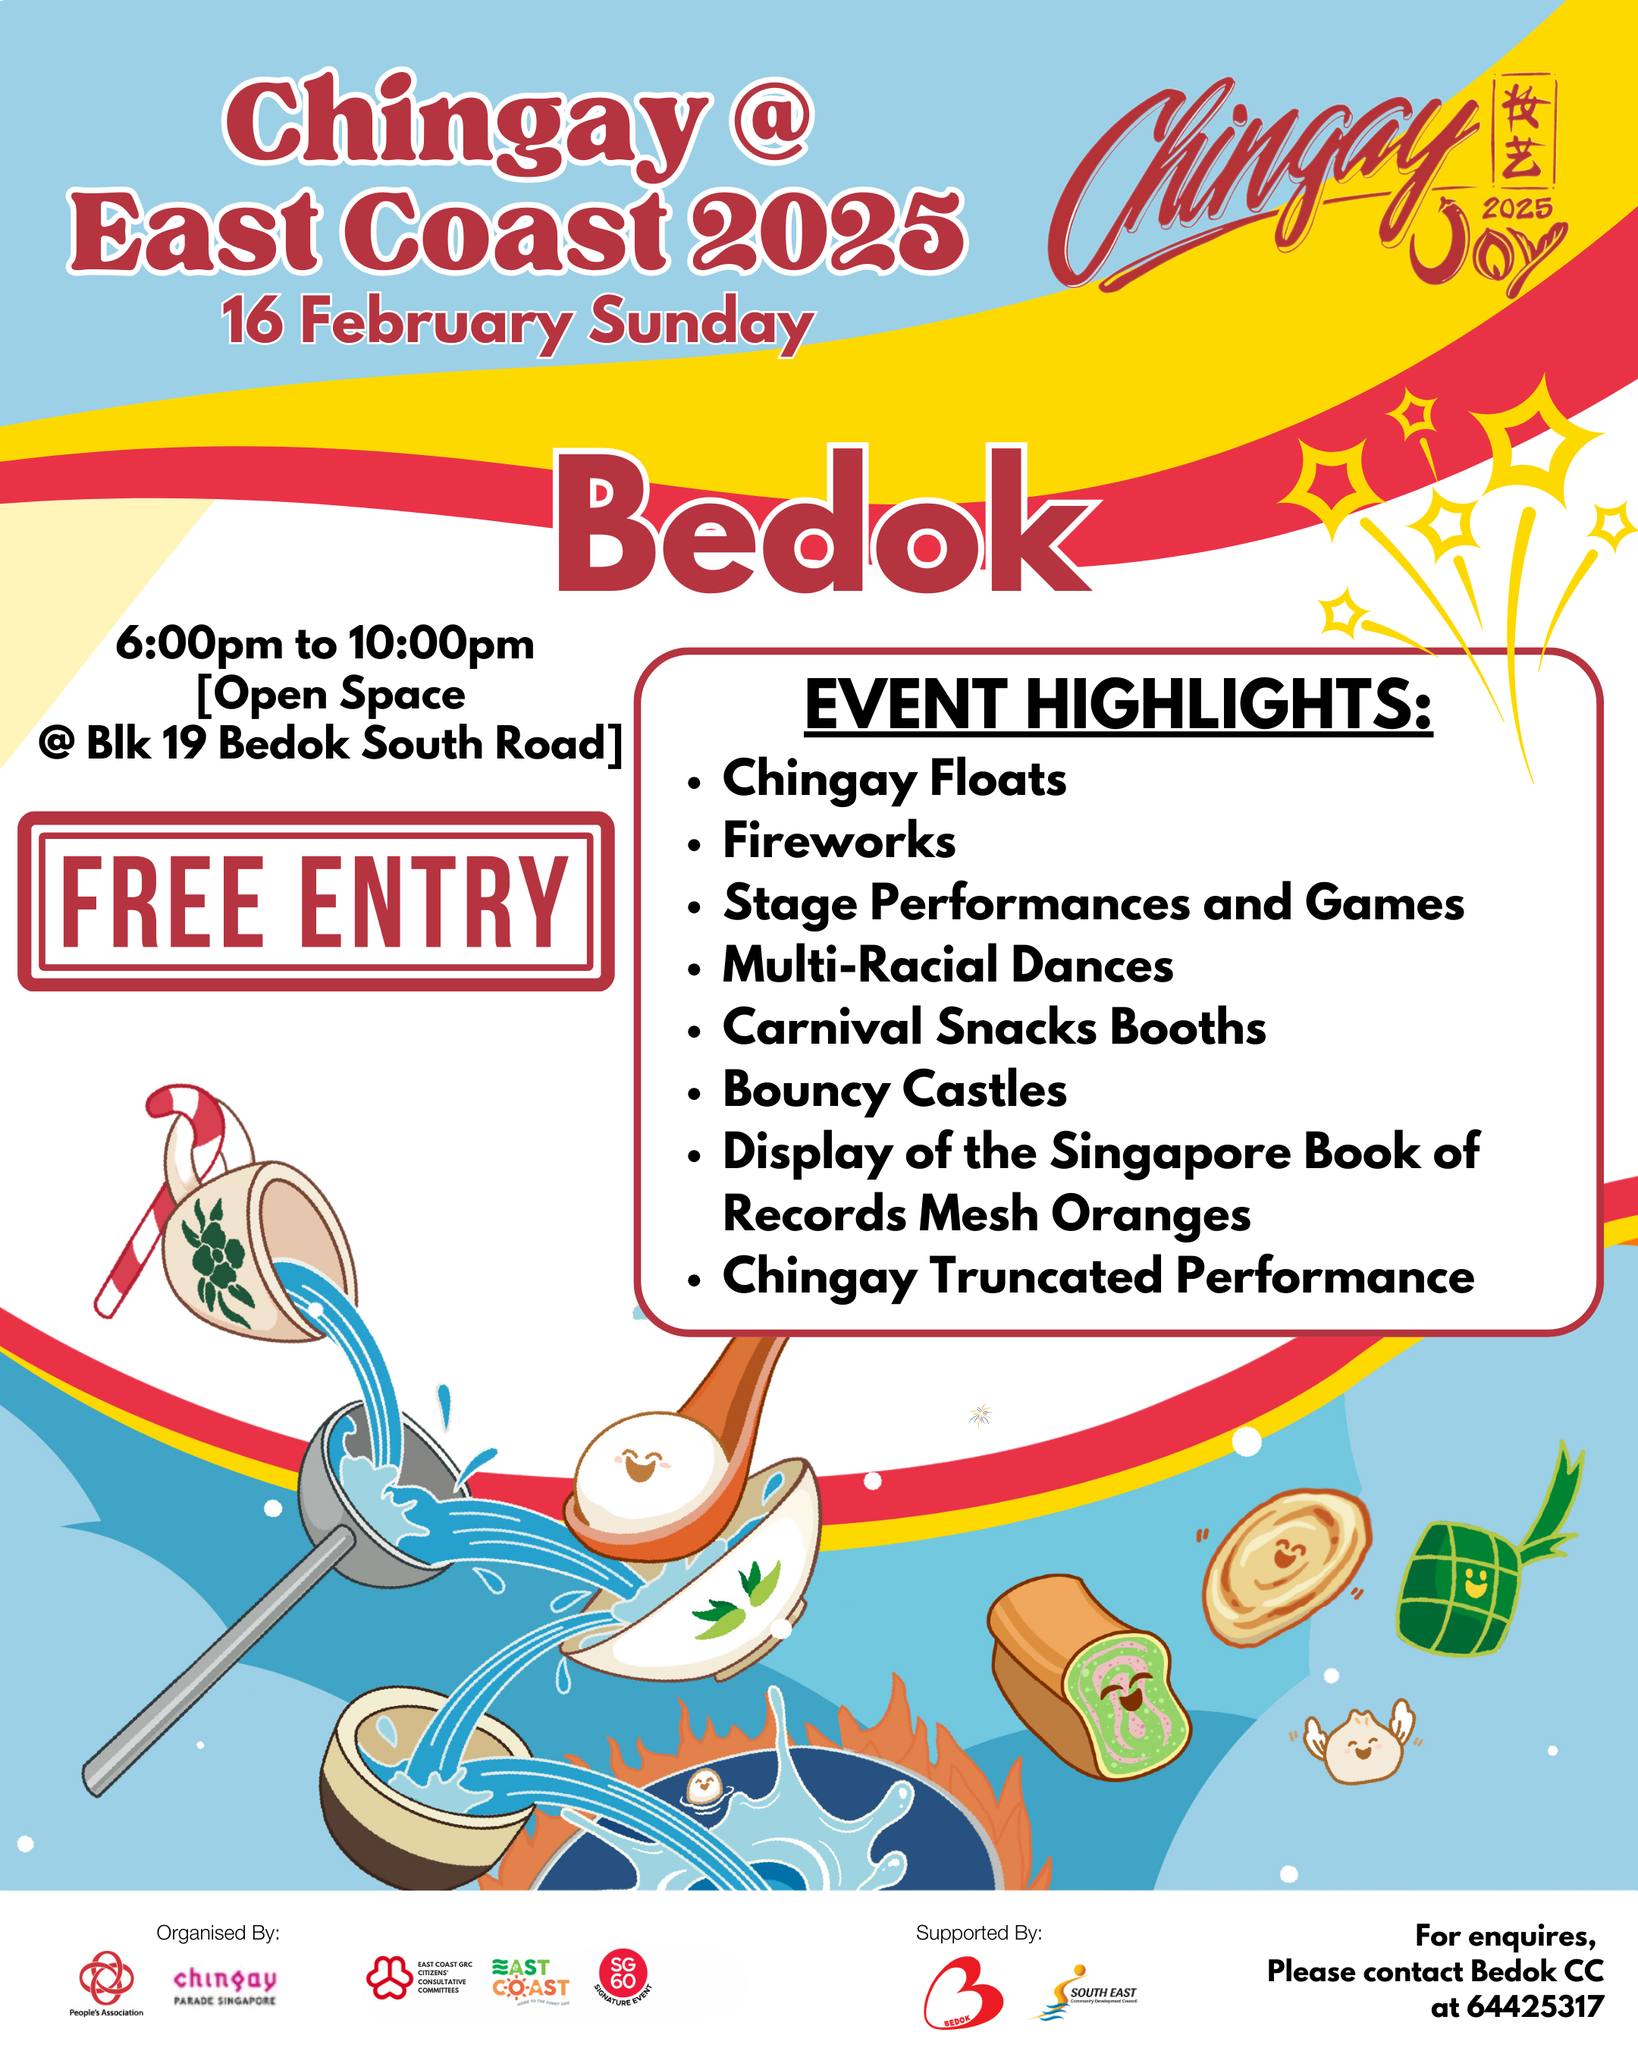 Chingay @
East Coast 2025
16 February Sunday
Chingay
妆艺
2025
Joy
Bedok
6:00pm to 10:00pm
[Open Space
@ Blk 19 Bedok South Road]
FREE ENTRY
EVENT HIGHLIGHTS:
• Chingay Floats
• Fireworks
• Stage Performances and Games
• Multi-Racial Dances
• Carnival Snacks Booths
• Bouncy Castles
• Display of the Singapore Book of
Records Mesh Oranges
• Chingay Truncated Performance
Organised By:
People's Association
chingay
PARADE SINGAPORE
EAST COAST GRC
CITIZENS'
CONSULTATIVE
COMMITTEES
EAST
COAST
SG
60
SIGNATURE EVENT
Supported By:
BEDOK
SOUTH EAST
Community Development Council
For enquires,
Please contact Bedok CC
at 64425317